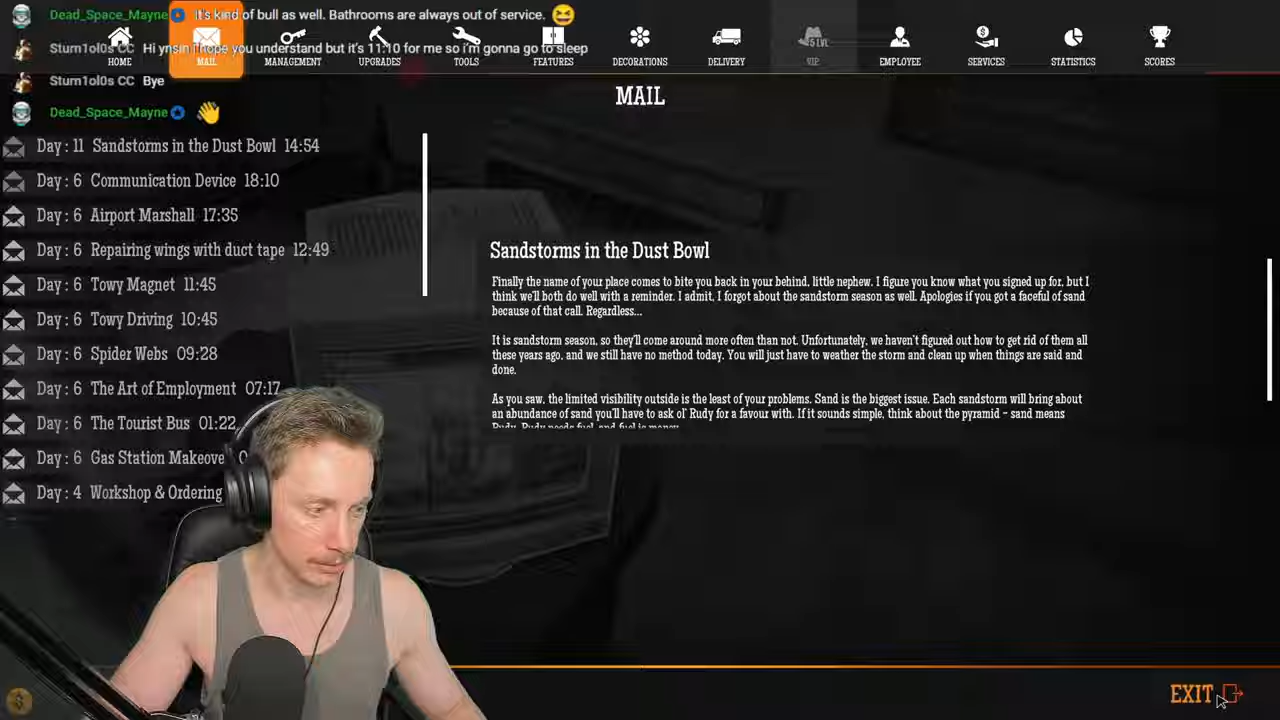 Dead_Space_Mayne It's kind of bull as well. Bathrooms are always out of service.
Sturn1ol0s CC Hi ynsin i hope you understand but it's 11:10 for me so i'm gonna go to sleep
Sturn1ol0s CC Bye
Dead_Space_Mayne
HOME
MAIL
MANAGEMENT
UPGRADES
TOOLS
FEATURES
DECORATIONS
DELIVERY
5 LVL
VIP
EMPLOYEE
SERVICES
STATISTICS
SCORES
MAIL
Day : 11 Sandstorms in the Dust Bowl 14:54
Day : 6 Communication Device 18:10
Day : 6 Airport Marshall 17:35
Day : 6 Repairing wings with duct tape 12:49
Day : 6 Towy Magnet 11:45
Day : 6 Towy Driving 10:45
Day : 6 Spider Webs 09:28
Day : 6 The Art of Employment 07:17
Day : 6 The Tourist Bus 01:22
Day : 6 Gas Station Makeover
Day : 4 Workshop & Ordering
Sandstorms in the Dust Bowl
Finally the name of your place comes to bite you back in your behind, little nephew. I figure you know what you signed up for, but I
think we'll both do well with a reminder. I admit, I forgot about the sandstorm season as well. Apologies if you got a faceful of sand
because of that call. Regardless...
It is sandstorm season, so they'll come around more often than not. Unfortunately, we haven't figured out how to get rid of them all
these years ago, and we still have no method today. You will just have to weather the storm and clean up when things are said and
done.
As you saw, the limited visibility outside is the least of your problems. Sand is the biggest issue. Each sandstorm will bring about
an abundance of sand you'll have to ask ol' Rudy for a favour with. If it sounds simple, think about the pyramid - sand means
Rudy, Rudy needs fuel, and fuel is money.
EXIT